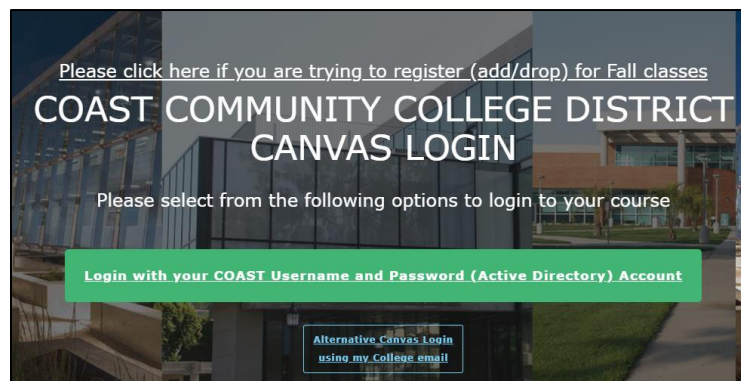 Please click here if you are trying to register (add/drop) for Fall classes
COAST COMMUNITY COLLEGE DISTRICT
CANVAS LOGIN
Please select from the following options to login to your course
Login with your COAST Username and Password (Active Directory) Account
Alternative Canvas Login
using my College email